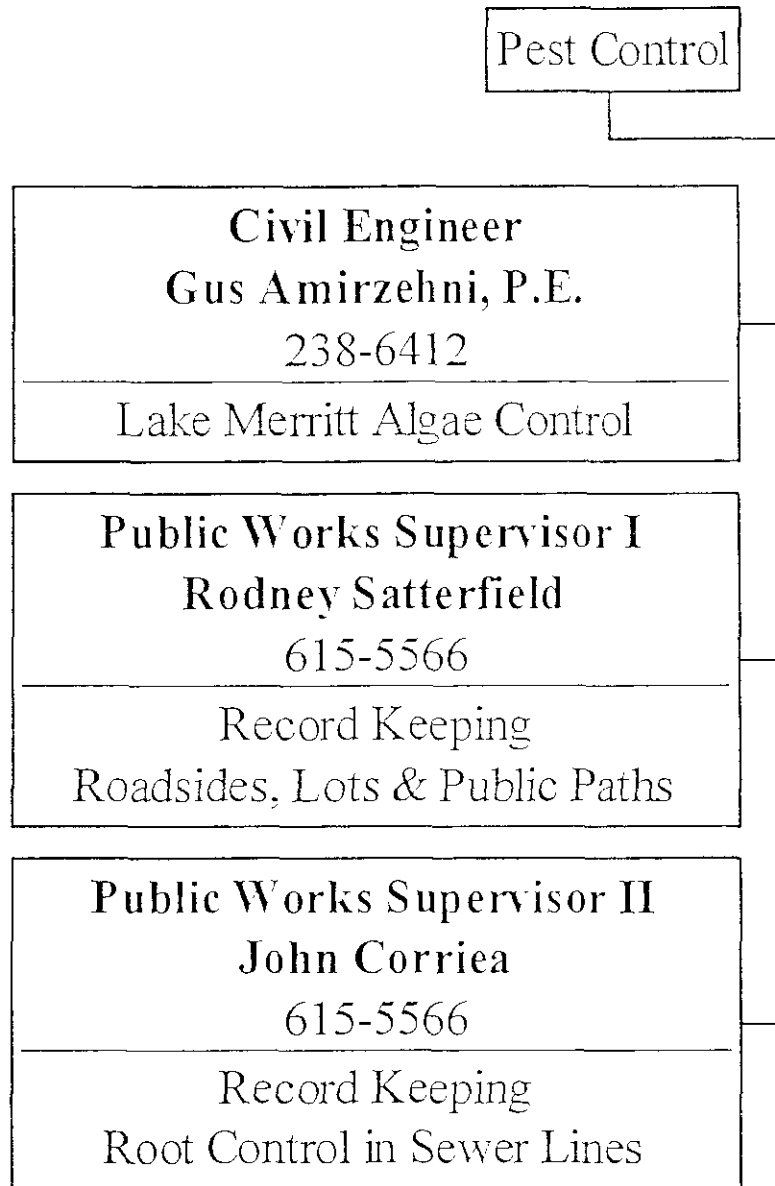 Pest Control
Civil Engineer
Gus Amirzehni, P.E.
238-6412
Lake Merritt Algae Control
Public Works Supervisor I
Rodney Satterfield
615-5566
Record Keeping
Roadsides, Lots & Public Paths
Public Works Supervisor II
John Corriea
615-5566
Record Keeping
Root Control in Sewer Lines